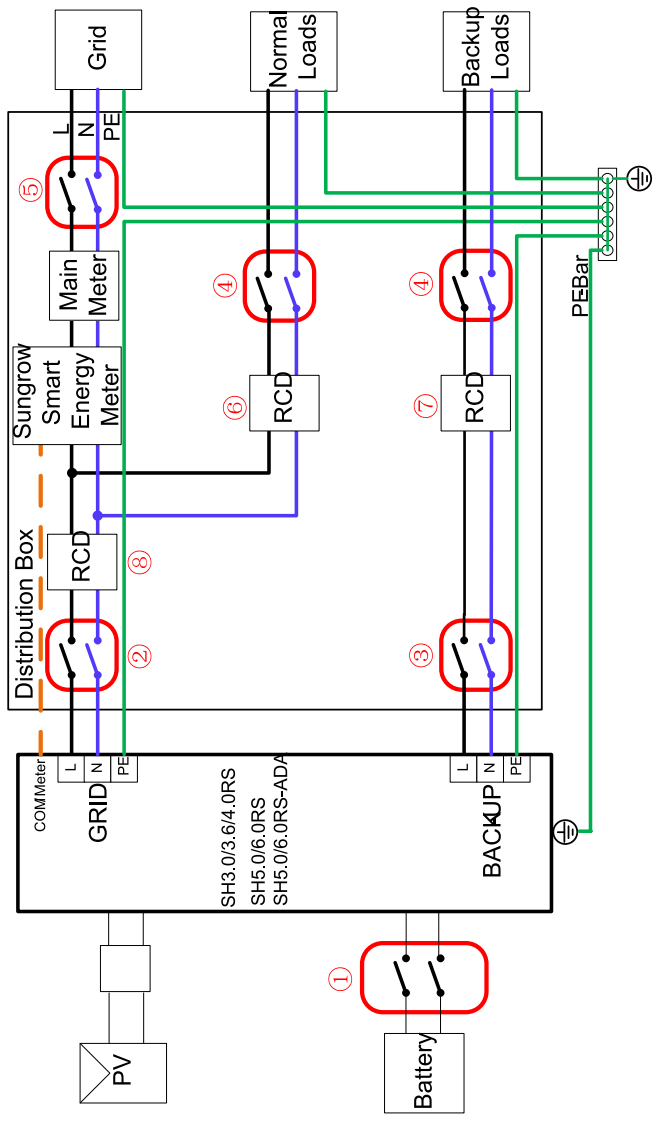 Grid
Normal
Loads
Backup
Loads
L
N
PE
⑤
Main
Meter
④
④
PE-Bar
Sungrow
Smart
Energy
Meter
⑥
RCD
⑦
RCD
RCD
⑧
Distribution Box
②
③
COM Meter
L
N
PE
GRID
L
N
PE
BACKUP
SH3.0/3.6/4.0RS
SH5.0/6.0RS
SH5.0/6.0RS-ADA
①
PV
Battery